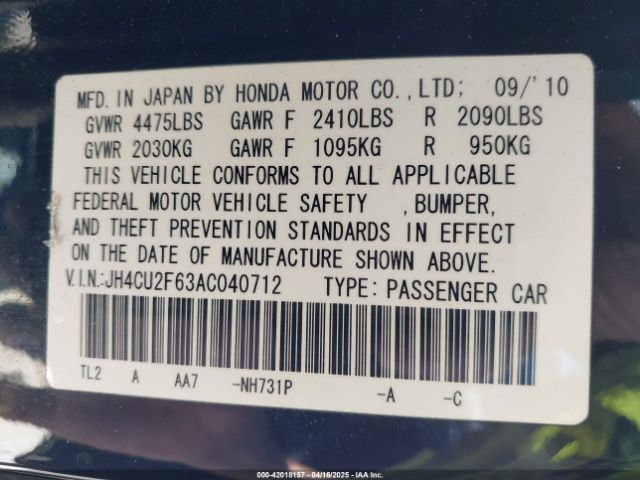 MFD. IN JAPAN BY HONDA MOTOR CO., LTD; 09/'10
GVWR 4475LBS GAWR F 2410LBS R 2090LBS
GVWR 2030KG GAWR F 1095KG R 950KG
THIS VEHICLE CONFORMS TO ALL APPLICABLE
FEDERAL MOTOR VEHICLE SAFETY , BUMPER,
AND THEFT PREVENTION STANDARDS IN EFFECT
ON THE DATE OF MANUFACTURE SHOWN ABOVE.
V.I.N.:JH4CU2F63AC040712 TYPE: PASSENGER CAR
TL2 A AA7 -NH731P -A -C
000-42018157 - 04/16/2025 - IAA Inc.